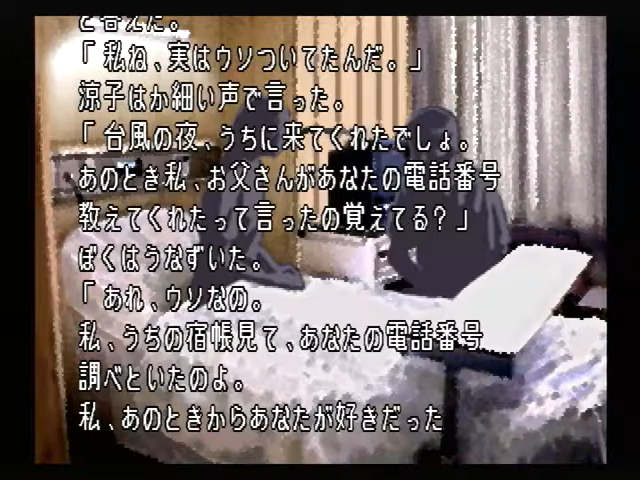 と答えた。
「私ね、実はウソついてたんだ。」
涼子はか細い声で言った。
「台風の夜、うちに来てくれたでしょ。
あのとき私、お父さんがあなたの電話番号
教えてくれたって言ったの覚えてる?」
ぼくはうなずいた。
「あれ、ウソなの。
私、うちの宿帳見て、あなたの電話番号
調べといたのよ。
私、あのときからあなたが好きだった